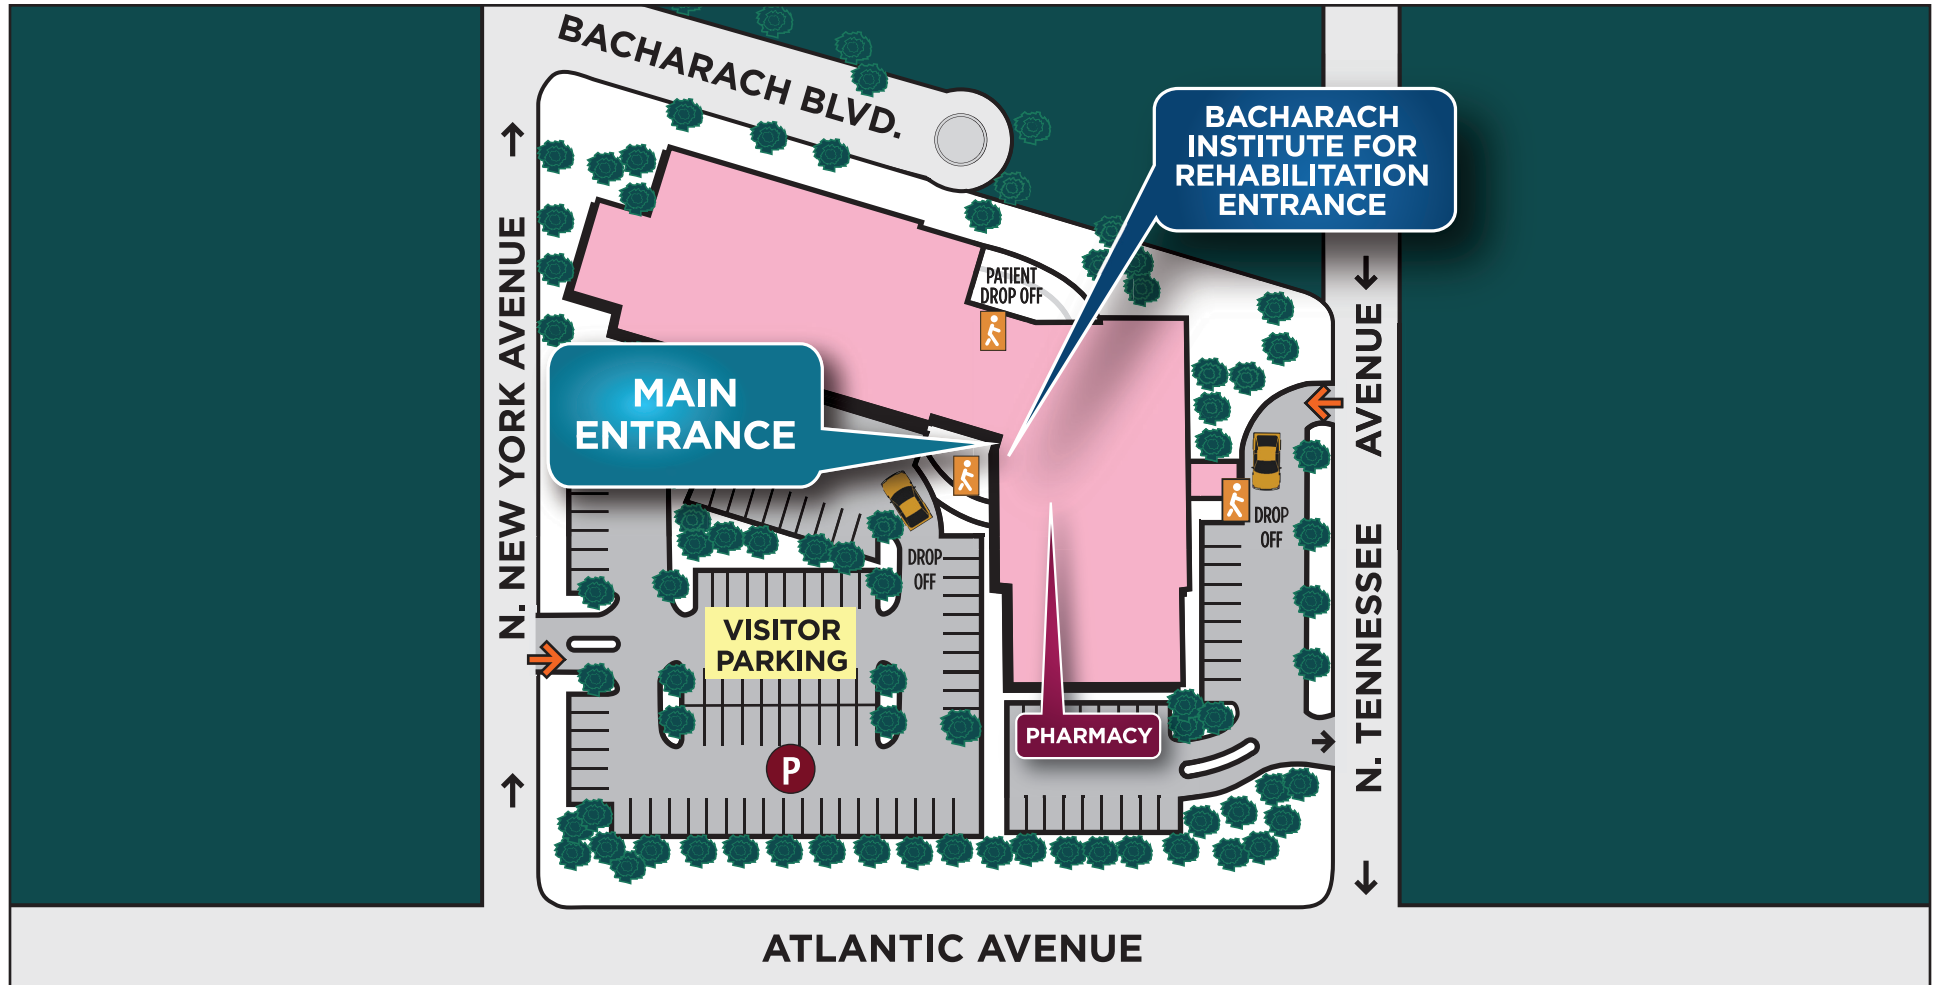 BACHARACH BLVD.
BACHARACH
INSTITUTE FOR
REHABILITATION
ENTRANCE
N. NEW YORK AVENUE
PATIENT
DROP OFF
MAIN
ENTRANCE
DROP
OFF
DROP
OFF
VISITOR
PARKING
P
PHARMACY
N. TENNESSEE AVENUE
ATLANTIC AVENUE